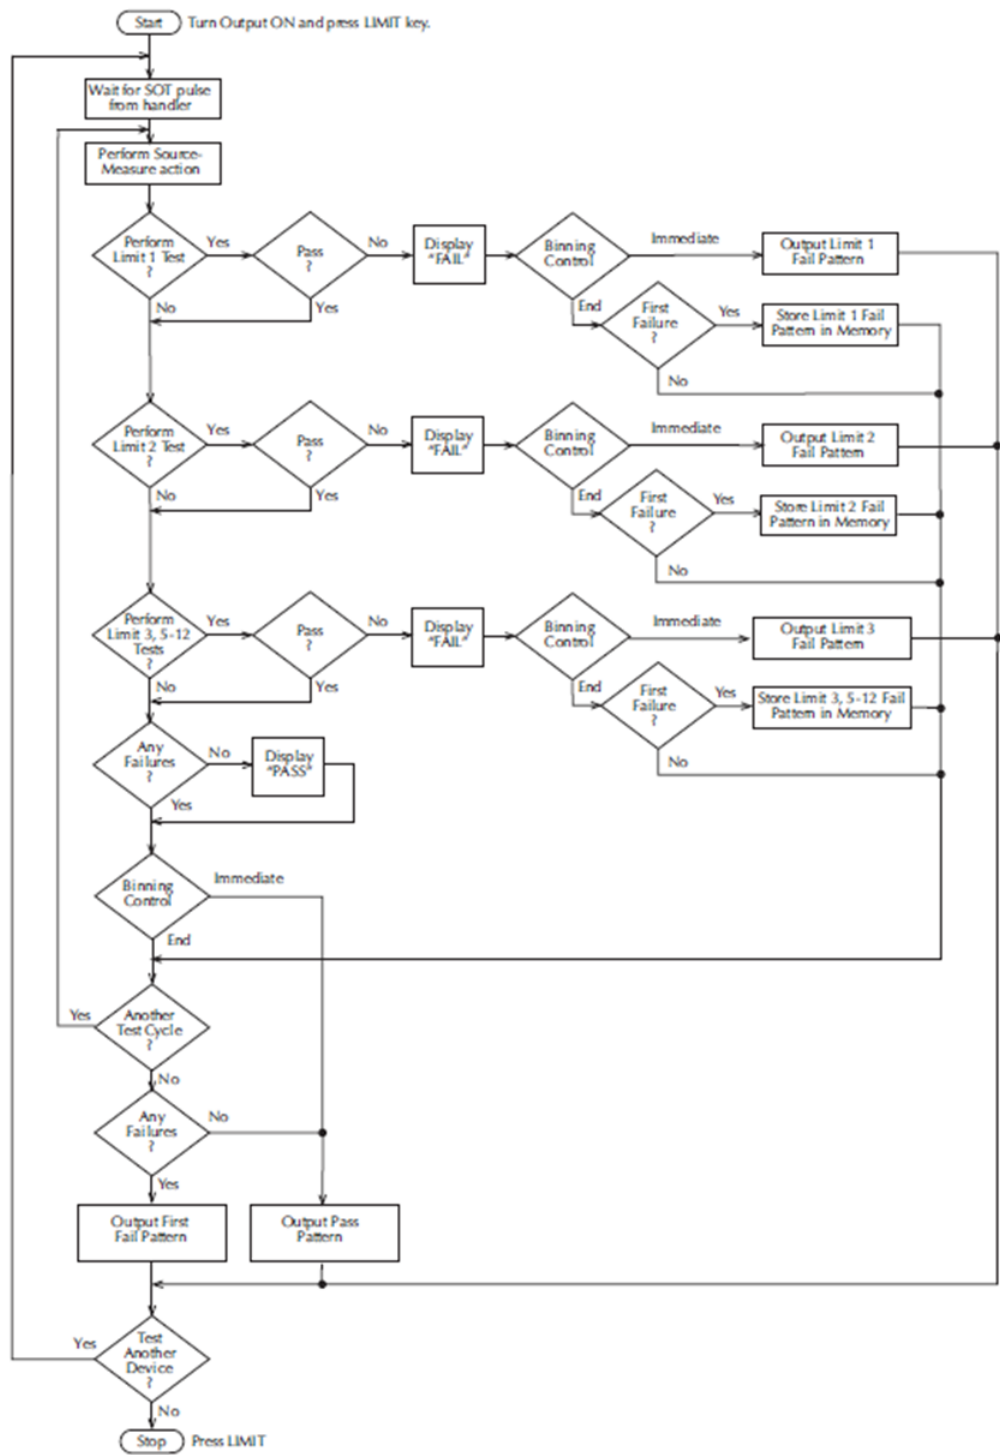 Start
Turn Output ON and press LIMIT key.
Wait for SOT pulse
from handler
Perform Source-
Measure action
Perform
Limit 1 Test
?
Yes
No
Pass
?
No
Yes
Display
"FAIL"
Binning
Control
Immediate
End
Output Limit 1
Fail Pattern
First
Failure
?
Yes
No
Store Limit 1 Fail
Pattern in Memory
Perform
Limit 2 Test
?
Yes
No
Pass
?
No
Yes
Display
"FAIL"
Binning
Control
Immediate
End
Output Limit 2
Fail Pattern
First
Failure
?
Yes
No
Store Limit 2 Fail
Pattern in Memory
Perform
Limit 3, 5-12
Tests
?
Yes
No
Pass
?
No
Yes
Display
"FAIL"
Binning
Control
Immediate
End
Output Limit 3
Fail Pattern
First
Failure
?
Yes
No
Store Limit 3, 5-12 Fail
Pattern in Memory
Any
Failures
?
No
Yes
Display
"PASS"
Binning
Control
Immediate
End
Another
Test Cycle
?
Yes
No
Any
Failures
?
No
Yes
Output First
Fail Pattern
Output Pass
Pattern
Test
Another
Device
?
Yes
No
Stop
Press LIMIT